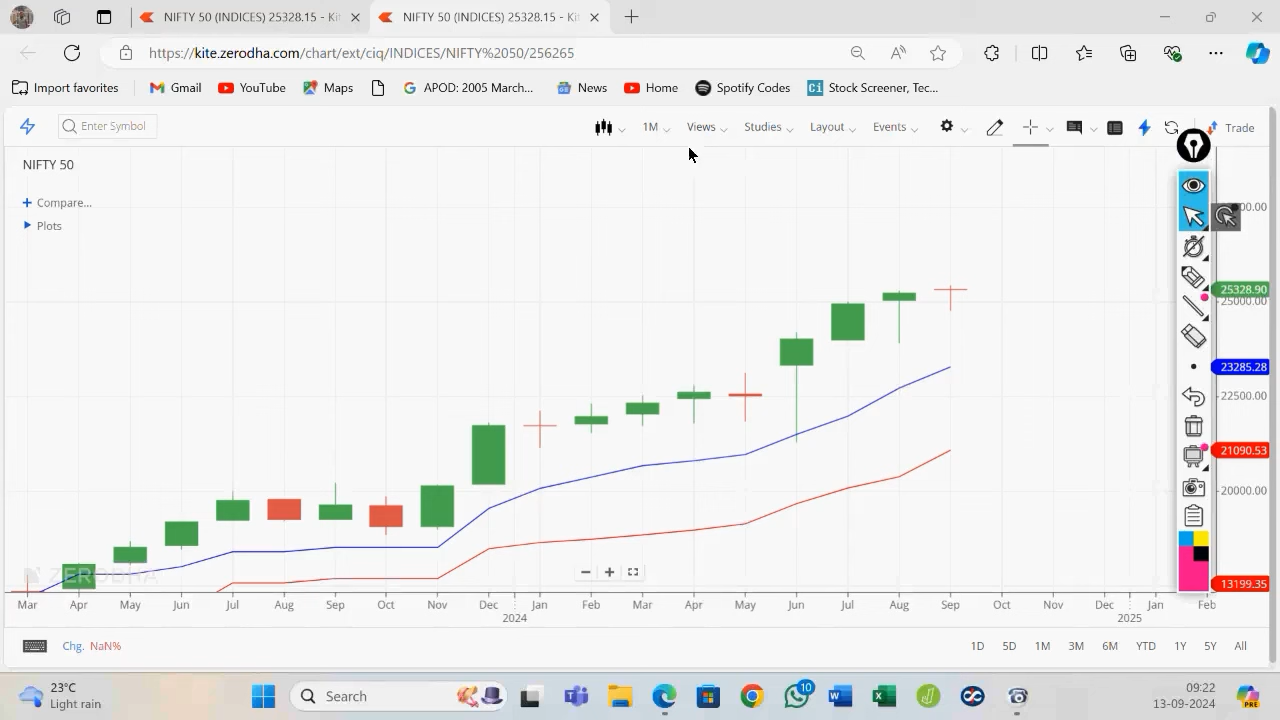 NIFTY 50 (INDICES) 25328.15 - Kit
NIFTY 50 (INDICES) 25328.15 - Kit
https://kite.zerodha.com/chart/ext/ciq/INDICES/NIFTY%2050/256265
Import favorites
Gmail
YouTube
Maps
APOD: 2005 March...
News
Home
Spotify Codes
Stock Screener, Tec...
Enter Symbol
1M
Views
Studies
Layout
Events
Trade
NIFTY 50
Compare...
Plots
25328.90
25000.00
23285.28
22500.00
21090.53
20000.00
13199.35
ZERODHA
Mar Apr May Jun Jul Aug Sep Oct Nov Dec Jan Feb Mar Apr May Jun Jul Aug Sep Oct Nov Dec Jan Feb
2024 2025
Chg. NaN%
1D 5D 1M 3M 6M YTD 1Y 5Y All
23°C
Light rain
Search
10
PRE
09:22
13-09-2024